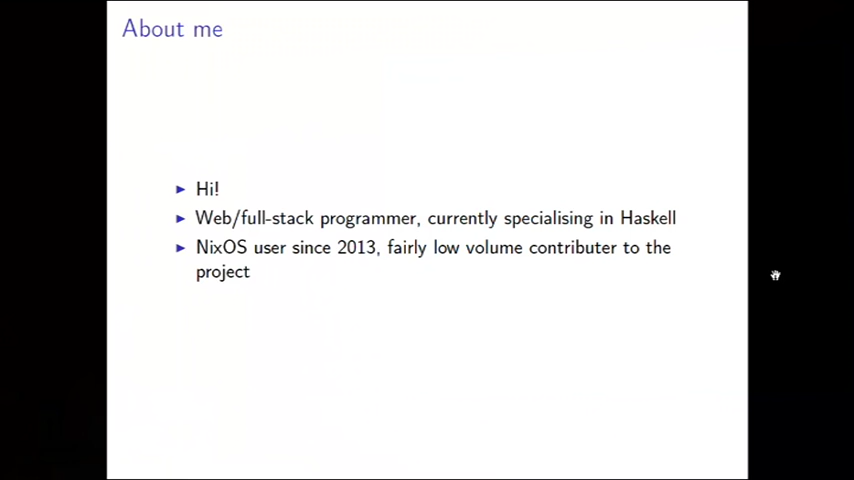 About me
Hi!
Web/full-stack programmer, currently specialising in Haskell
NixOS user since 2013, fairly low volume contributer to the
project